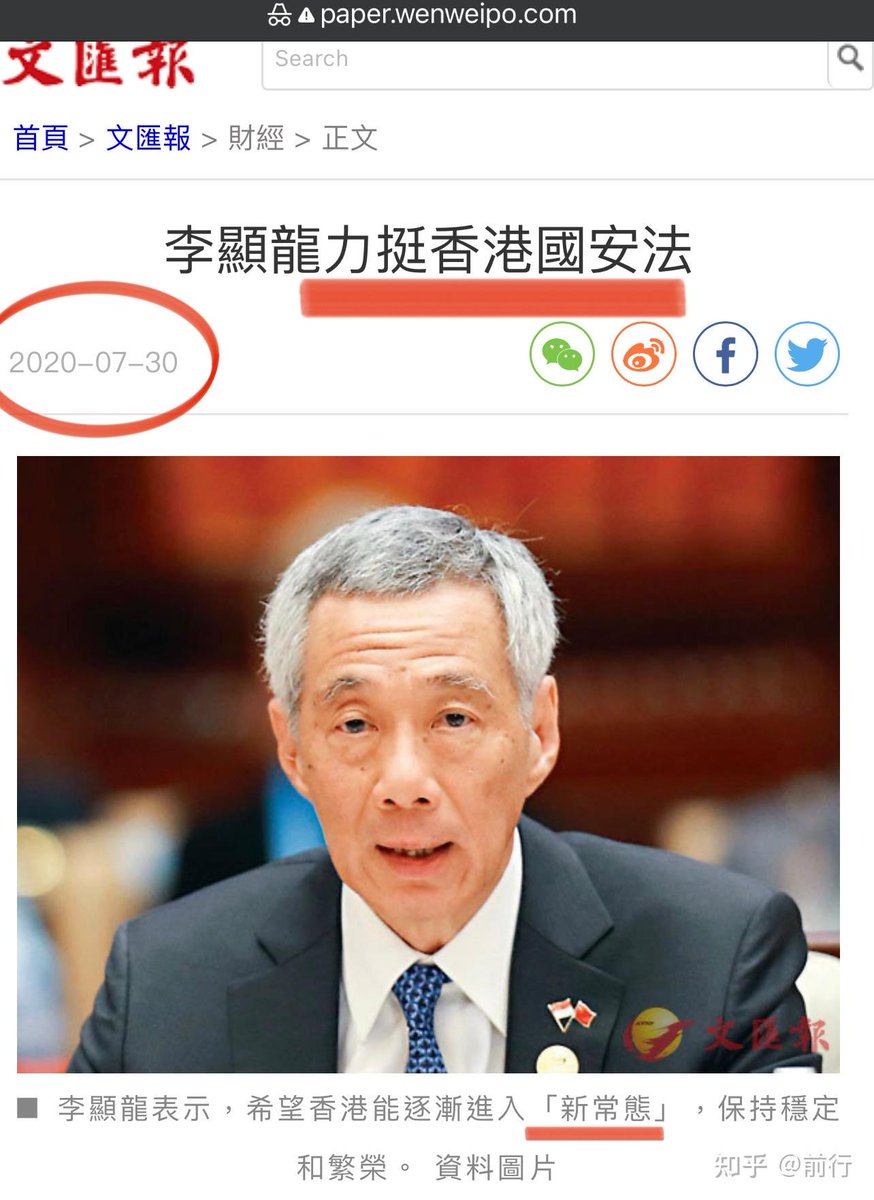 paper.wenweipo.com
文匯報
Search
首頁 > 文匯報 > 財經 > 正文
李顯龍力挺香港國安法
2020-07-30
文匯報
■ 李顯龍表示，希望香港能逐漸進入「新常態」，保持穩定
和繁榮。 資料圖片
知乎 @前行